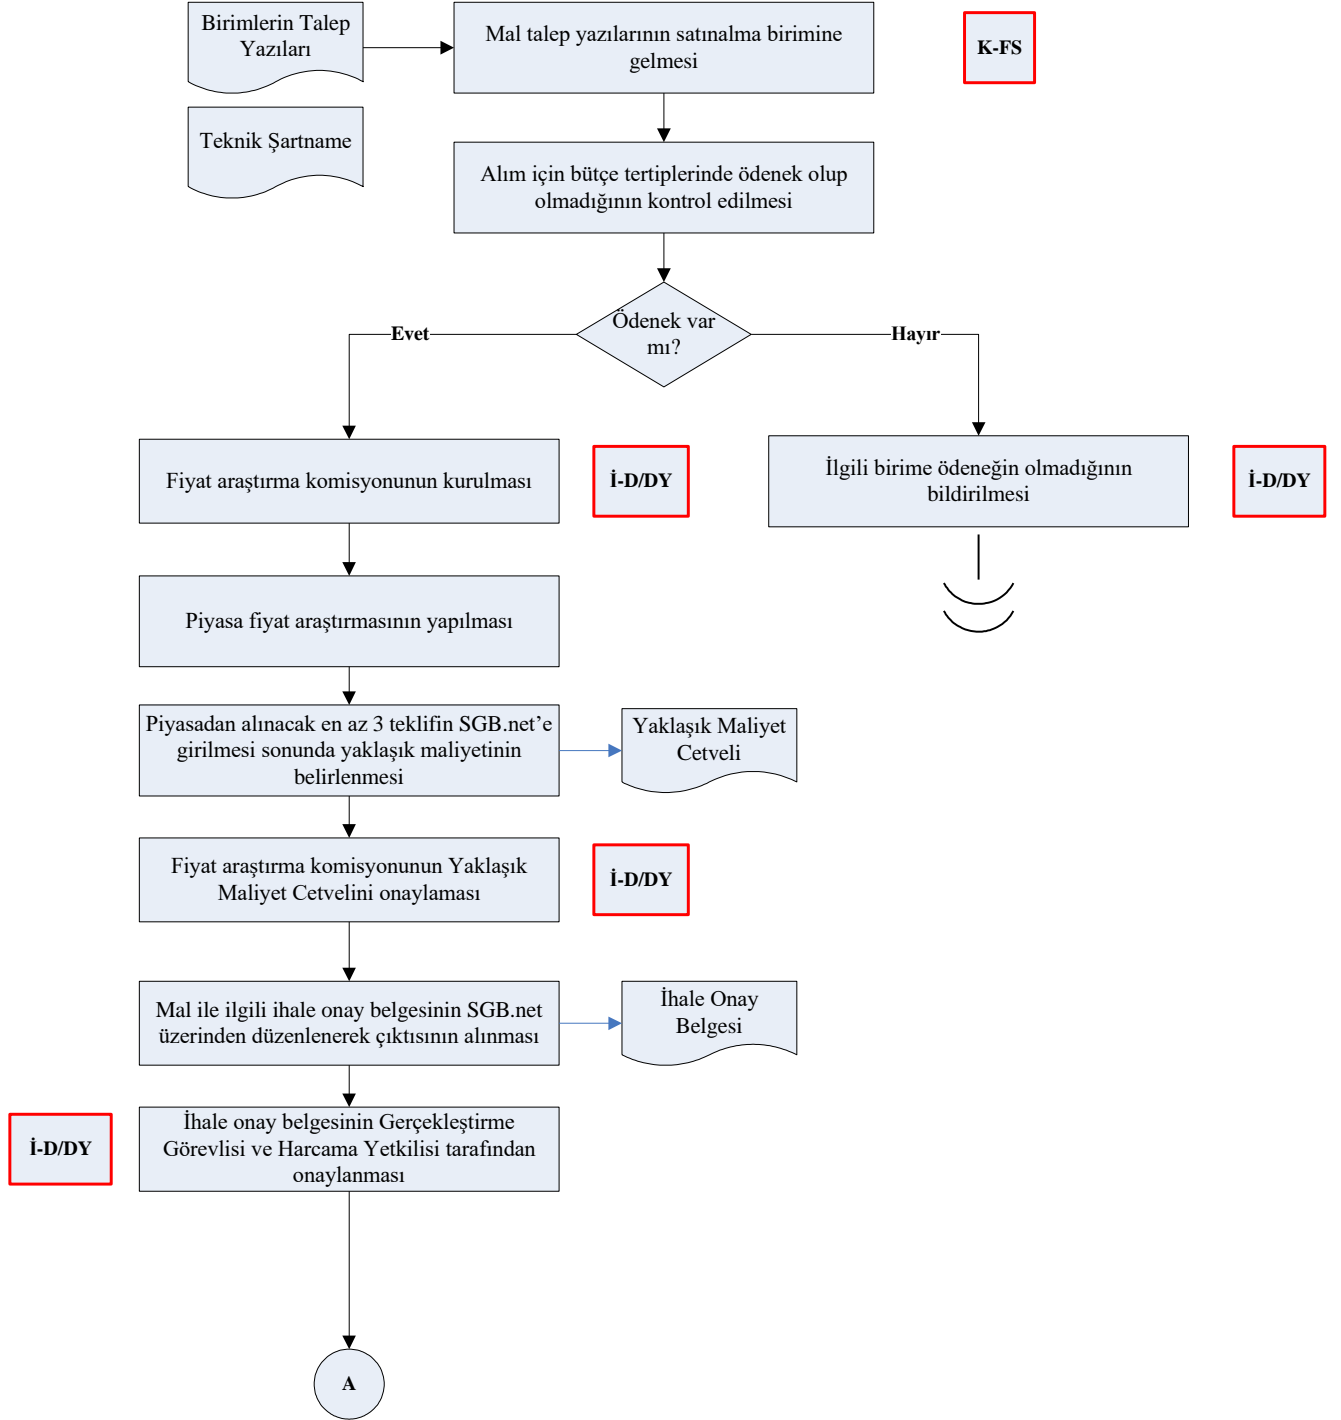 Birimlerin Talep
Yazıları
Mal talep yazılarının satınalma birimine
gelmesi
K-FS
Teknik Şartname
Alım için bütçe tertiplerinde ödenek olup
olmadığının kontrol edilmesi
Ödenek var
mı?
Evet
Hayır
Fiyat araştırma komisyonunun kurulması
İ-D/DY
İlgili birime ödeneğin olmadığının
bildirilmesi
İ-D/DY
Piyasa fiyat araştırmasının yapılması
Piyasadan alınacak en az 3 teklifin SGB.net’e
girilmesi sonunda yaklaşık maliyetinin
belirlenmesi
Yaklaşık Maliyet
Cetveli
Fiyat araştırma komisyonunun Yaklaşık
Maliyet Cetvelini onaylaması
İ-D/DY
Mal ile ilgili ihale onay belgesinin SGB.net
üzerinden düzenlenerek çıktısının alınması
İhale Onay
Belgesi
İ-D/DY
İhale onay belgesinin Gerçekleştirme
Görevlisi ve Harcama Yetkilisi tarafından
onaylanması
A